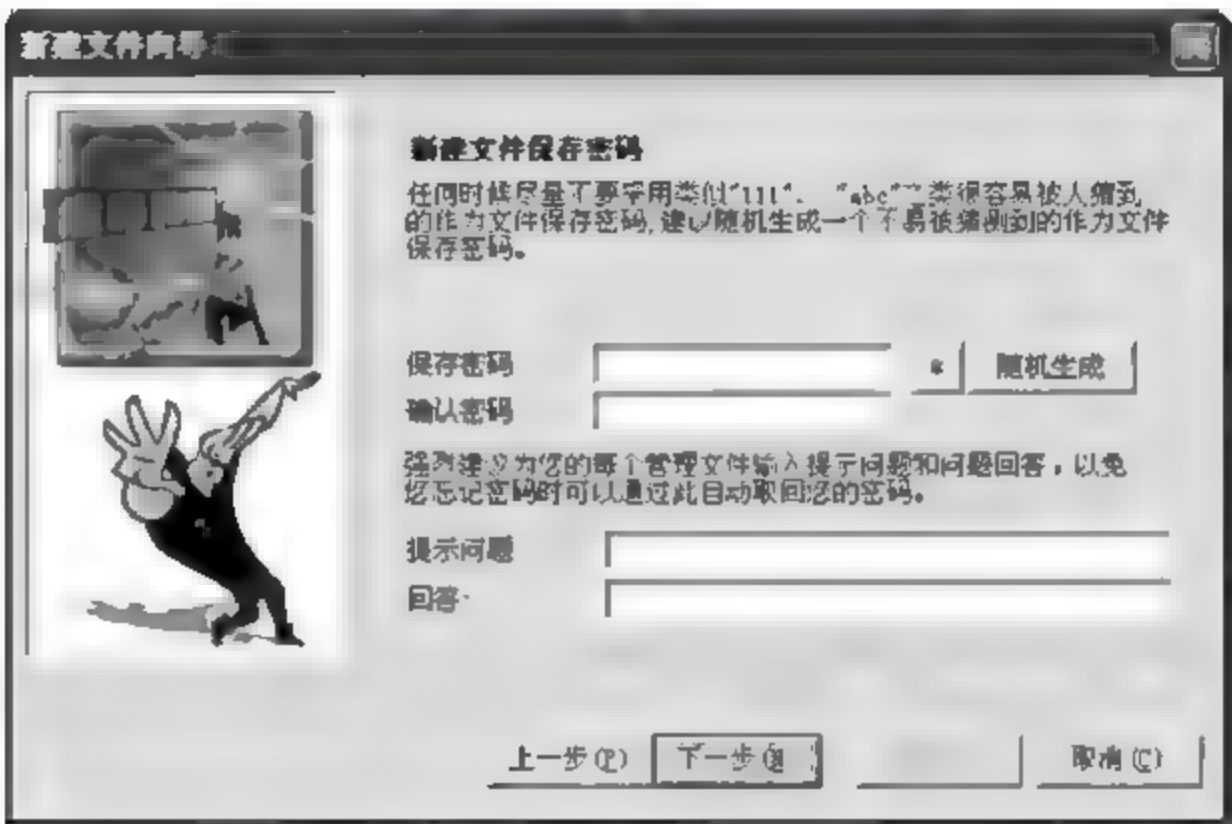 新建文件向导
新建文件保存密码
任何时候尽量不要采用类似"111"、"abc"一类很容易被人猜到
的作为文件保存密码,建议随机生成一个不易被猜测到的作为文件
保存密码。
保存密码
*
随机生成
确认密码
强烈建议为您的每个管理文件输入提示问题和问题回答，以免
您忘记密码时可以通过此自动取回您的密码。
提示问题
回答
上一步(P)
下一步(N)
取消(C)